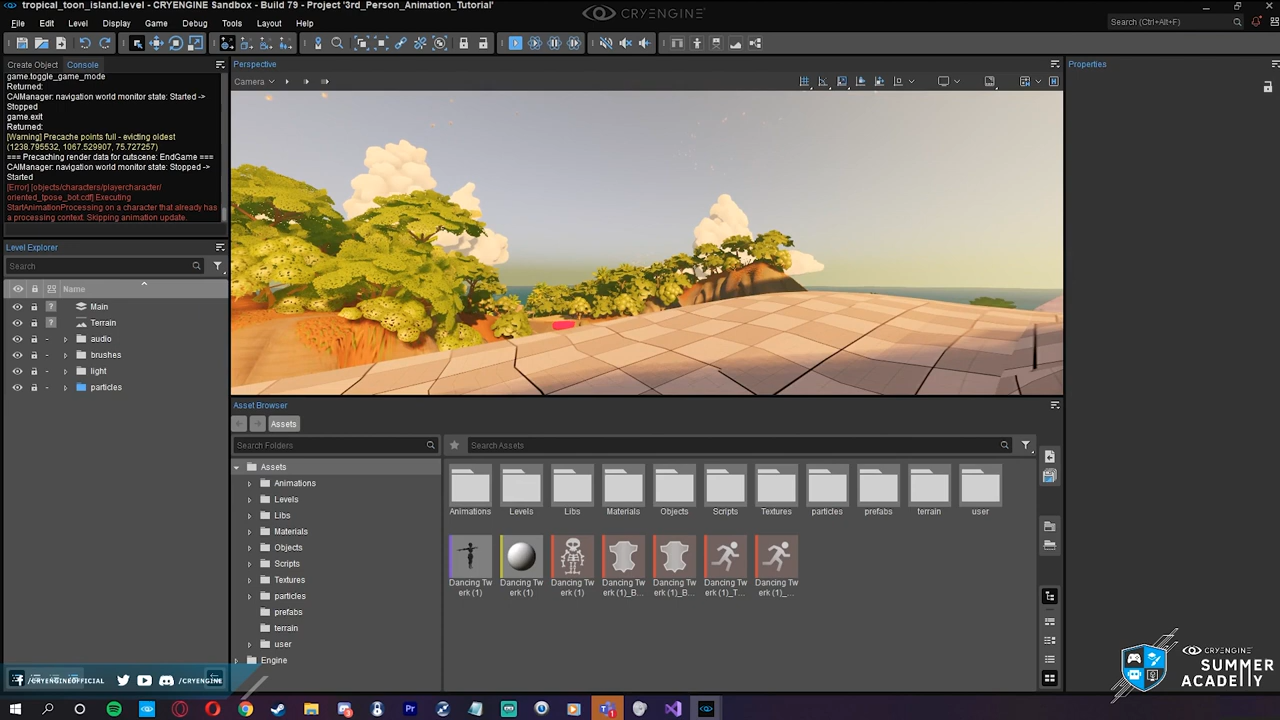 tropical_toon_island.level - CRYENGINE Sandbox - Build 79 - Project '3rd_Person_Animation_Tutorial'
CRYENGINE
File Edit Level Display Game Debug Tools Layout Help
Search (Ctrl+Alt+F)
Create Object Console
game.toggle_game_mode
Returned:
CAIManager: navigation world monitor state: Started ->
Stopped
game.exit
Returned:
[Warning] Precache points full - evicting oldest
(1238.795532, 1067.529907, 75.727257)
=== Precaching render data for cutscene: EndGame ===
CAIManager: navigation world monitor state: Stopped ->
Started
[Error] [objects/characters/playercharacter/
oriented_tpose_bot.cdf] Executing
StartAnimationProcessing on a character that already has
a processing context. Skipping animation update.
Perspective
Camera
Properties
Level Explorer
Search
Name
Main
Terrain
audio
brushes
light
particles
Asset Browser
Assets
Search Folders
Search Assets
Assets
Animations
Levels
Libs
Materials
Objects
Scripts
Textures
particles
prefabs
terrain
user
Engine
Animations Levels Libs Materials Objects Scripts Textures particles prefabs terrain user
Dancing Tw Dancing Tw Dancing Tw Dancing Tw Dancing Tw Dancing Tw Dancing Tw
erk (1) erk (1) erk (1) erk (1)_B... erk (1)_B... erk (1)_T... erk (1)_...
/CRYENGINEOFFICIAL /CRYENGINE
CRYENGINE
SUMMER
ACADEMY